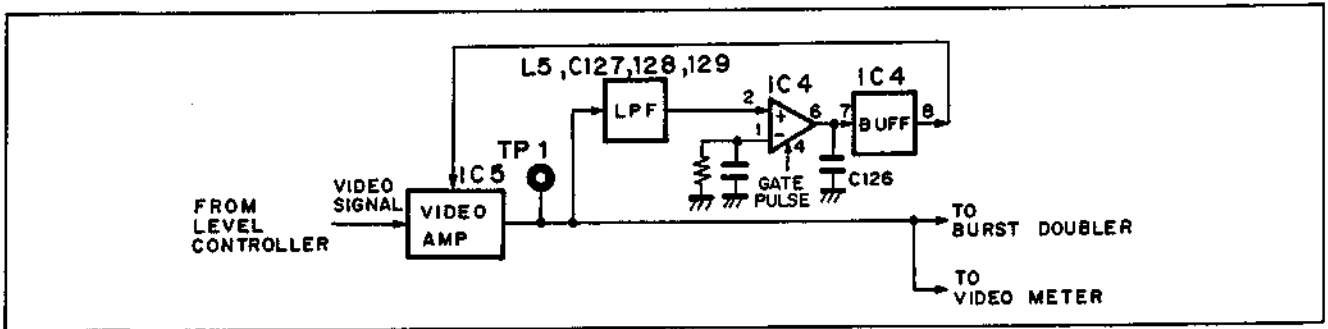 L5,C127,128,129
IC4
IC4
LPF
2
+
1
-
4
6
7
BUFF
8
TP1
IC5
GATE
PULSE
C126
VIDEO
SIGNAL
FROM
LEVEL
CONTROLLER
VIDEO
AMP
TO
BURST DOUBLER
TO
VIDEO METER